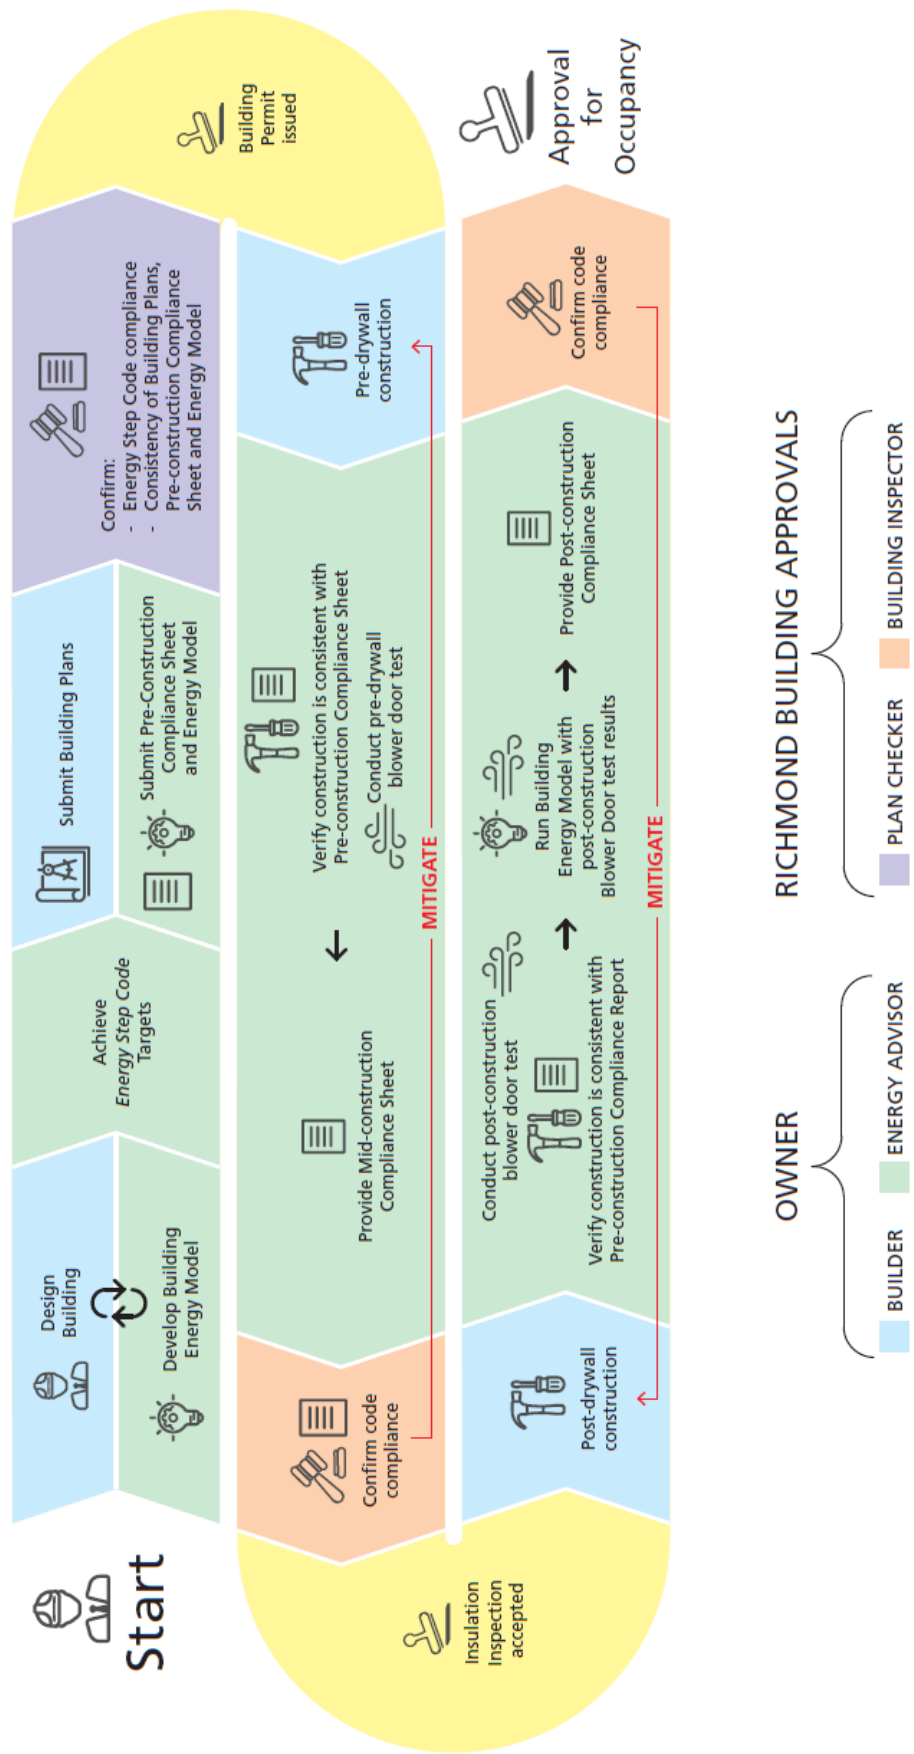 Start
Design
Building
Develop Building
Energy Model
Achieve
Energy Step Code
Targets
Submit Building Plans
Submit Pre-Construction
Compliance Sheet
and Energy Model
Confirm:
- Energy Step Code compliance
- Consistency of Building Plans,
Pre-construction Compliance
Sheet and Energy Model
Building
Permit
issued
Pre-drywall
construction
Verify construction is consistent with
Pre-construction Compliance Sheet
Conduct pre-drywall
blower door test
Provide Mid-construction
Compliance Sheet
Confirm code
compliance
MITIGATE
Insulation
Inspection
accepted
Post-drywall
construction
Conduct post-construction
blower door test
Verify construction is consistent with
Pre-construction Compliance Report
Run Building
Energy Model with
post-construction
Blower Door test results
Provide Post-construction
Compliance Sheet
Confirm code
compliance
MITIGATE
Approval
for
Occupancy
OWNER
BUILDER
ENERGY ADVISOR
RICHMOND BUILDING APPROVALS
PLAN CHECKER
BUILDING INSPECTOR